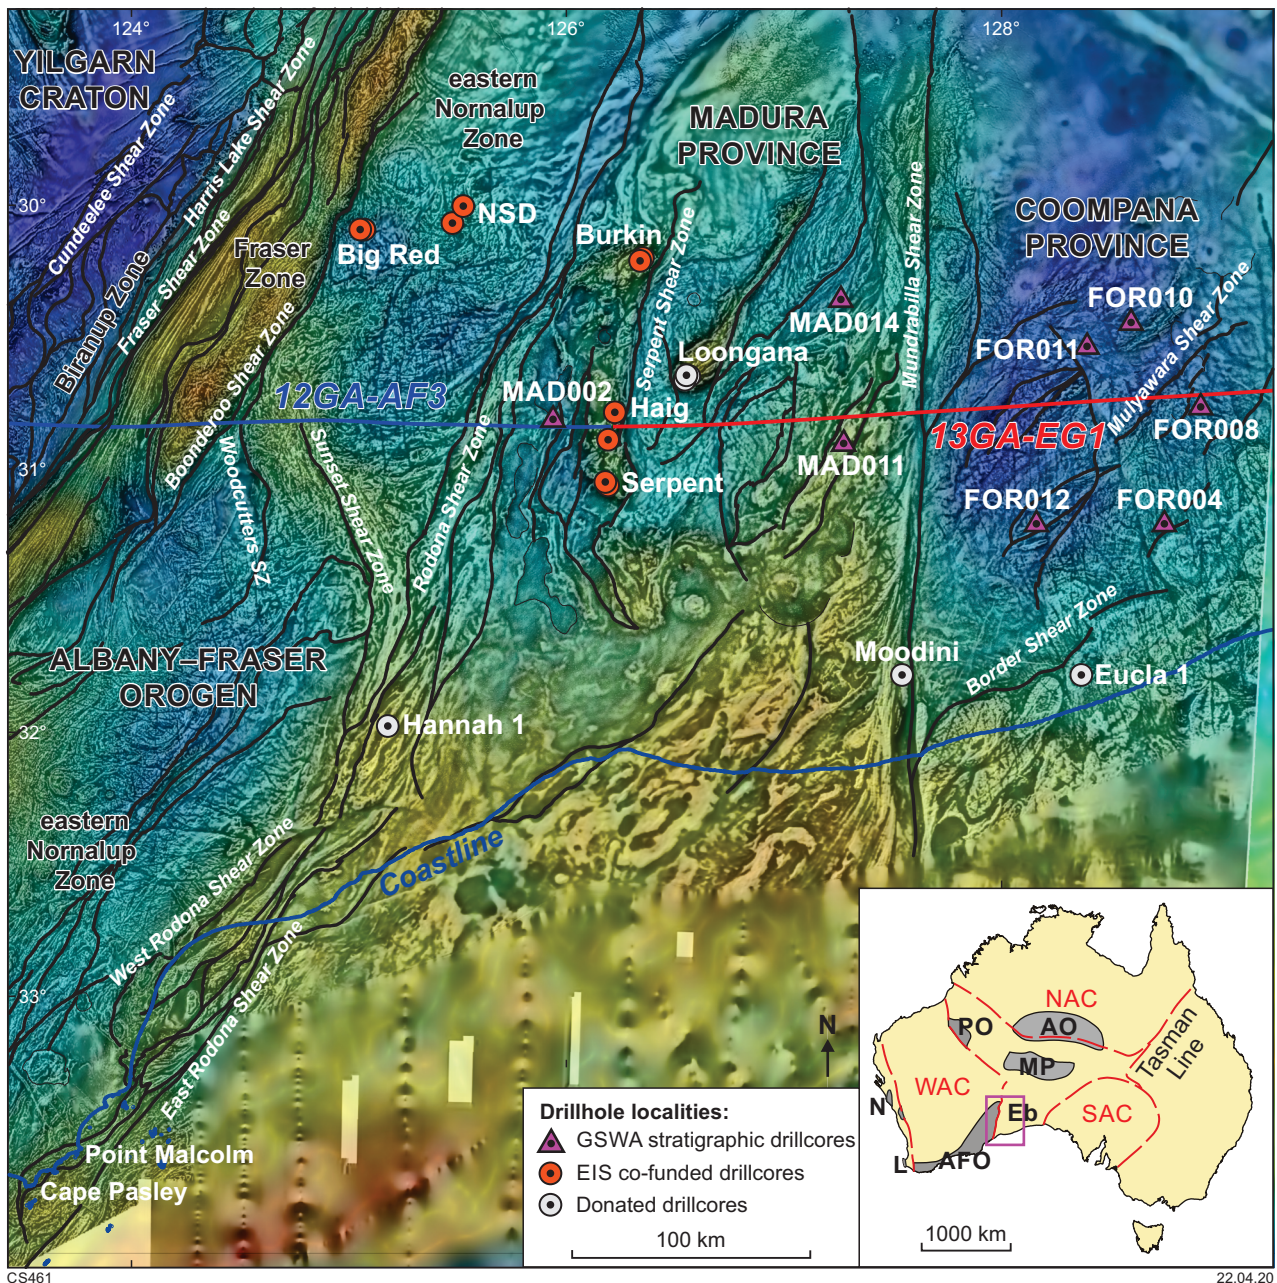 124°
126°
128°
YILGARN
CRATON
eastern
Nornalup
Zone
MADURA
PROVINCE
Cundeelee Shear Zone
Harris Lake Shear Zone
30°
NSD
Big Red
Fraser
Zone
Burkin
COOMPANA
PROVINCE
Biranup Zone
Fraser Shear Zone
Serpent Shear Zone
Mundrabilla Shear Zone
MAD014
FOR010
FOR011
Mulyawara Shear Zone
Loongana
Boonderoo Shear Zone
12GA-AF3
MAD002
Haig
13GA-EG1
FOR008
31°
Woodcutters SZ
Sunset Shear Zone
Rodona Shear Zone
MAD011
Serpent
FOR012
FOR004
ALBANY–FRASER
OROGEN
Moodini
Border Shear Zone
Eucla 1
32°
Hannah 1
eastern
Nornalup
Zone
Coastline
West Rodona Shear Zone
East Rodona Shear Zone
33°
Point Malcolm
Cape Pasley
N
Drillhole localities:
GSWA stratigraphic drillcores
EIS co-funded drillcores
Donated drillcores
100 km
NAC
PO
AO
MP
Tasman
Line
WAC
N
Eb
SAC
L
AFO
1000 km
CS461
22.04.20